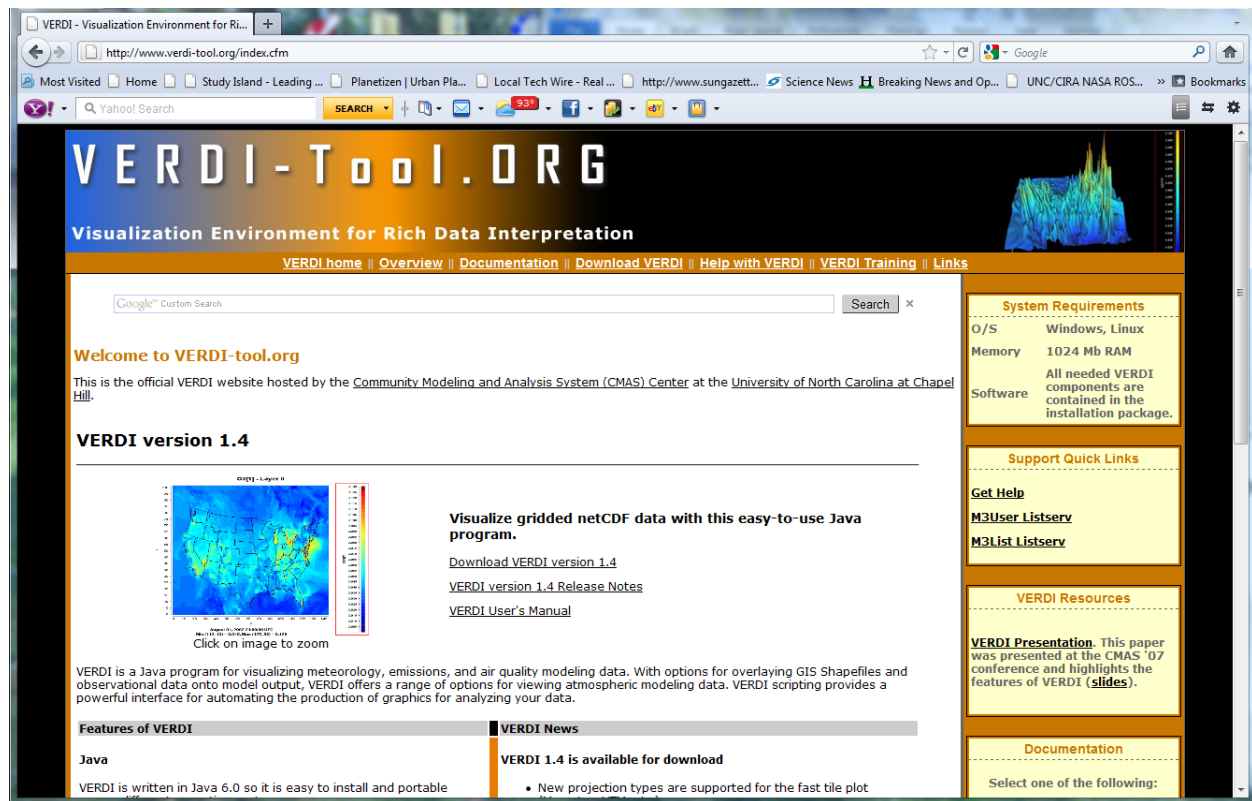 VERDI - Visualization Environment for Ri...
http://www.verdi-tool.org/index.cfm
Google
Most Visited Home Study Island - Leading ... Planetizen | Urban Pla... Local Tech Wire - Real ... http://www.sungazett... Science News Breaking News and Op... UNC/CIRA NASA ROS... » Bookmarks
Yahoo! Search SEARCH 93°
VERDI-Tool.ORG
Visualization Environment for Rich Data Interpretation
VERDI home || Overview || Documentation || Download VERDI || Help with VERDI || VERDI Training || Links
Google™ Custom Search Search ×
Welcome to VERDI-tool.org
This is the official VERDI website hosted by the Community Modeling and Analysis System (CMAS) Center at the University of North Carolina at Chapel
Hill.
VERDI version 1.4
O3[1] - Layer 0
Click on image to zoom
Visualize gridded netCDF data with this easy-to-use Java
program.
Download VERDI version 1.4
VERDI version 1.4 Release Notes
VERDI User's Manual
VERDI is a Java program for visualizing meteorology, emissions, and air quality modeling data. With options for overlaying GIS Shapefiles and
observational data onto model output, VERDI offers a range of options for viewing atmospheric modeling data. VERDI scripting provides a
powerful interface for automating the production of graphics for analyzing your data.
Features of VERDI
Java
VERDI is written in Java 6.0 so it is easy to install and portable
VERDI News
VERDI 1.4 is available for download
• New projection types are supported for the fast tile plot
System Requirements
O/S Windows, Linux
Memory 1024 Mb RAM
Software All needed VERDI
components are
contained in the
installation package.
Support Quick Links
Get Help
M3User Listserv
M3List Listserv
VERDI Resources
VERDI Presentation. This paper
was presented at the CMAS '07
conference and highlights the
features of VERDI (slides).
Documentation
Select one of the following: